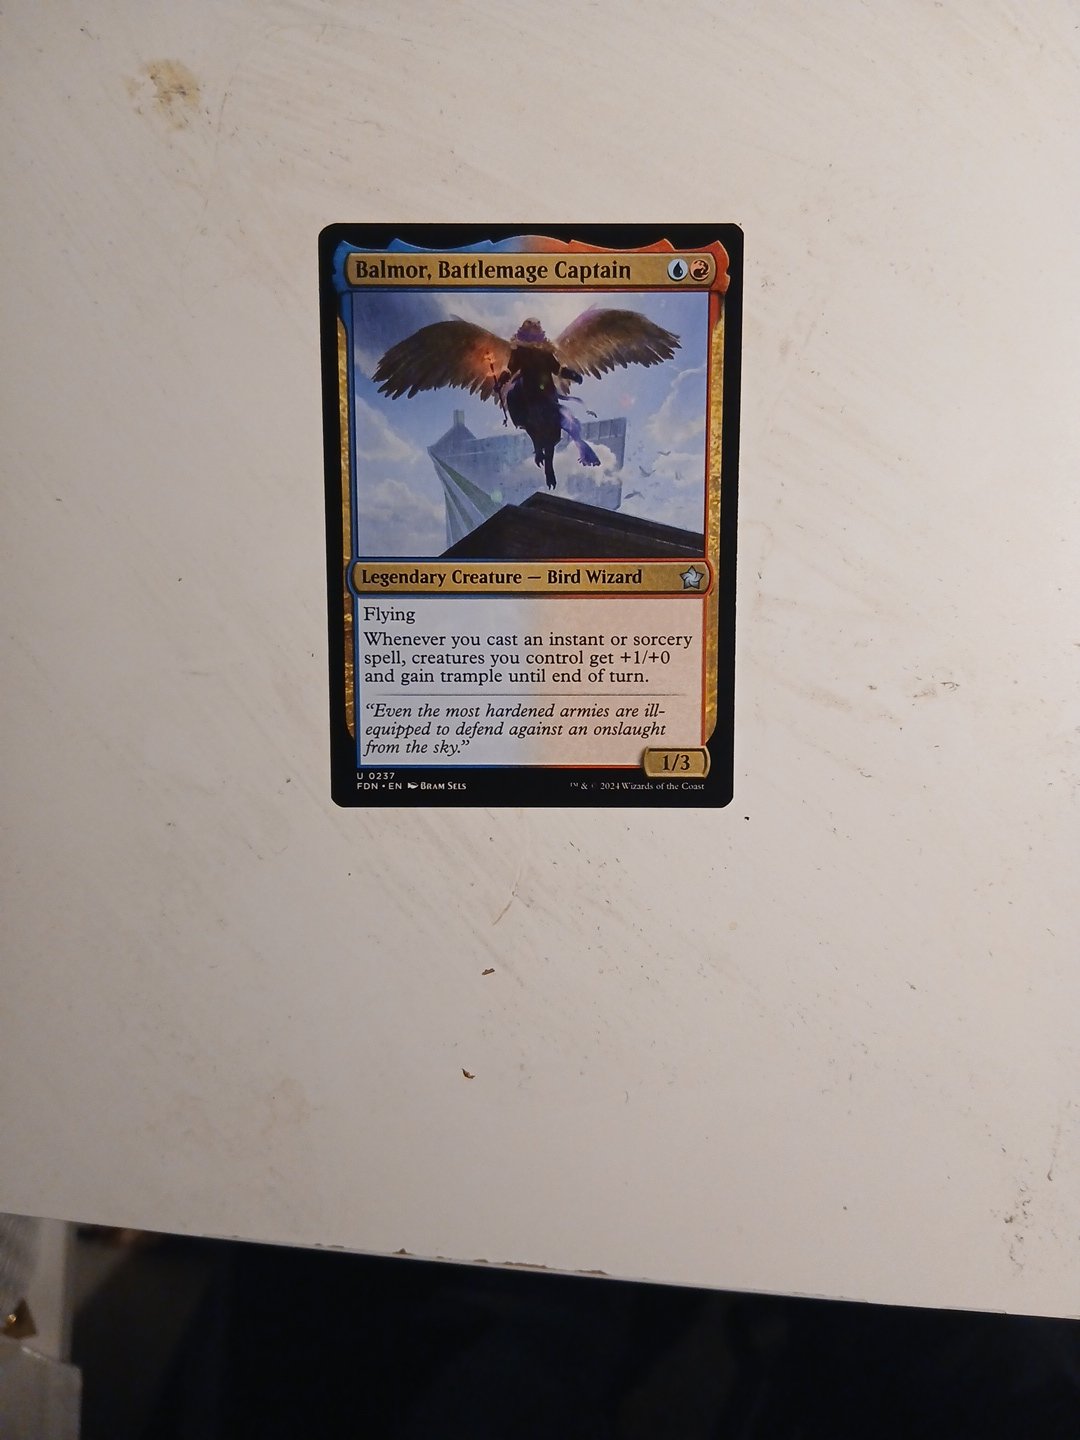 Balmor, Battlemage Captain
Legendary Creature — Bird Wizard
Flying
Whenever you cast an instant or sorcery
spell, creatures you control get +1/+0
and gain trample until end of turn.
“Even the most hardened armies are ill-
equipped to defend against an onslaught
from the sky.”
1/3
U 0237
FDN • EN Bram Sels
™ & © 2024 Wizards of the Coast